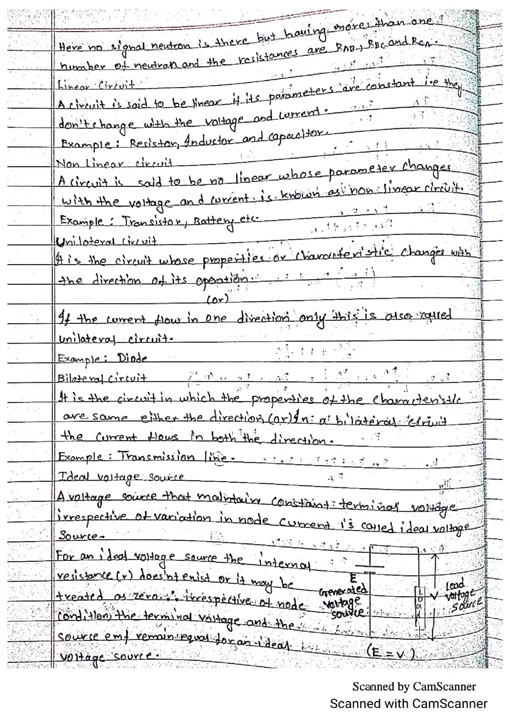 Here no signal neutron is there but having more than one
number of neutran and the resistances are RAB, RBC and RCA.
Linear Circuit
A circuit is said to be linear if its parameters are constant i.e they
don't change with the voltage and current.
Example : Resistor, Inductor and capacitor.
Non Linear circuit
A circuit is said to be no linear whose parameter changes
with the voltage and current is known as non linear circuit.
Example : Transistor, Battery etc.
Unilateral circuit
It is the circuit whose properties or characteristic changes with
the direction of its operation.
(or)
If the current flow in one direction only this is also called
unilateral circuit.
Example : Diode
Bilateral circuit
It is the circuit in which the properties of the characteristic
are same either the direction (or) In a bilateral circuit
the current flows in both the direction.
Example : Transmission line.
Ideal voltage source
A voltage source that maintain constant terminal voltage
irrespective of variation in node current is called ideal voltage
source.
For an ideal voltage source the internal
resistance (r) doesn't exist or it may be
treated as zero irrespective of node
condition the terminal voltage and the
source emf remain equal for an ideal
voltage source.
E
Generated
voltage
source
Load
V
Load
voltage
source
(E = V)
Scanned by CamScanner
Scanned with CamScanner